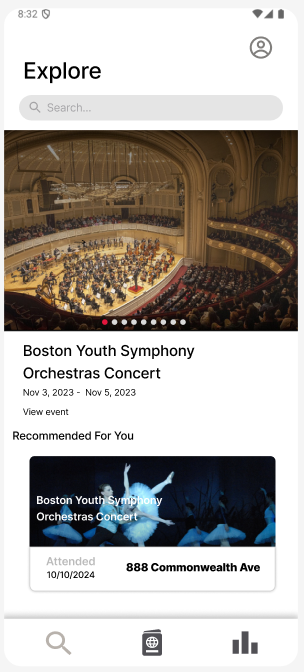 8:32
Explore
Search...
Boston Youth Symphony
Orchestras Concert
Nov 3, 2023 - Nov 5, 2023
View event
Recommended For You
Boston Youth Symphony
Orchestras Concert
Attended
10/10/2024
888 Commonwealth Ave